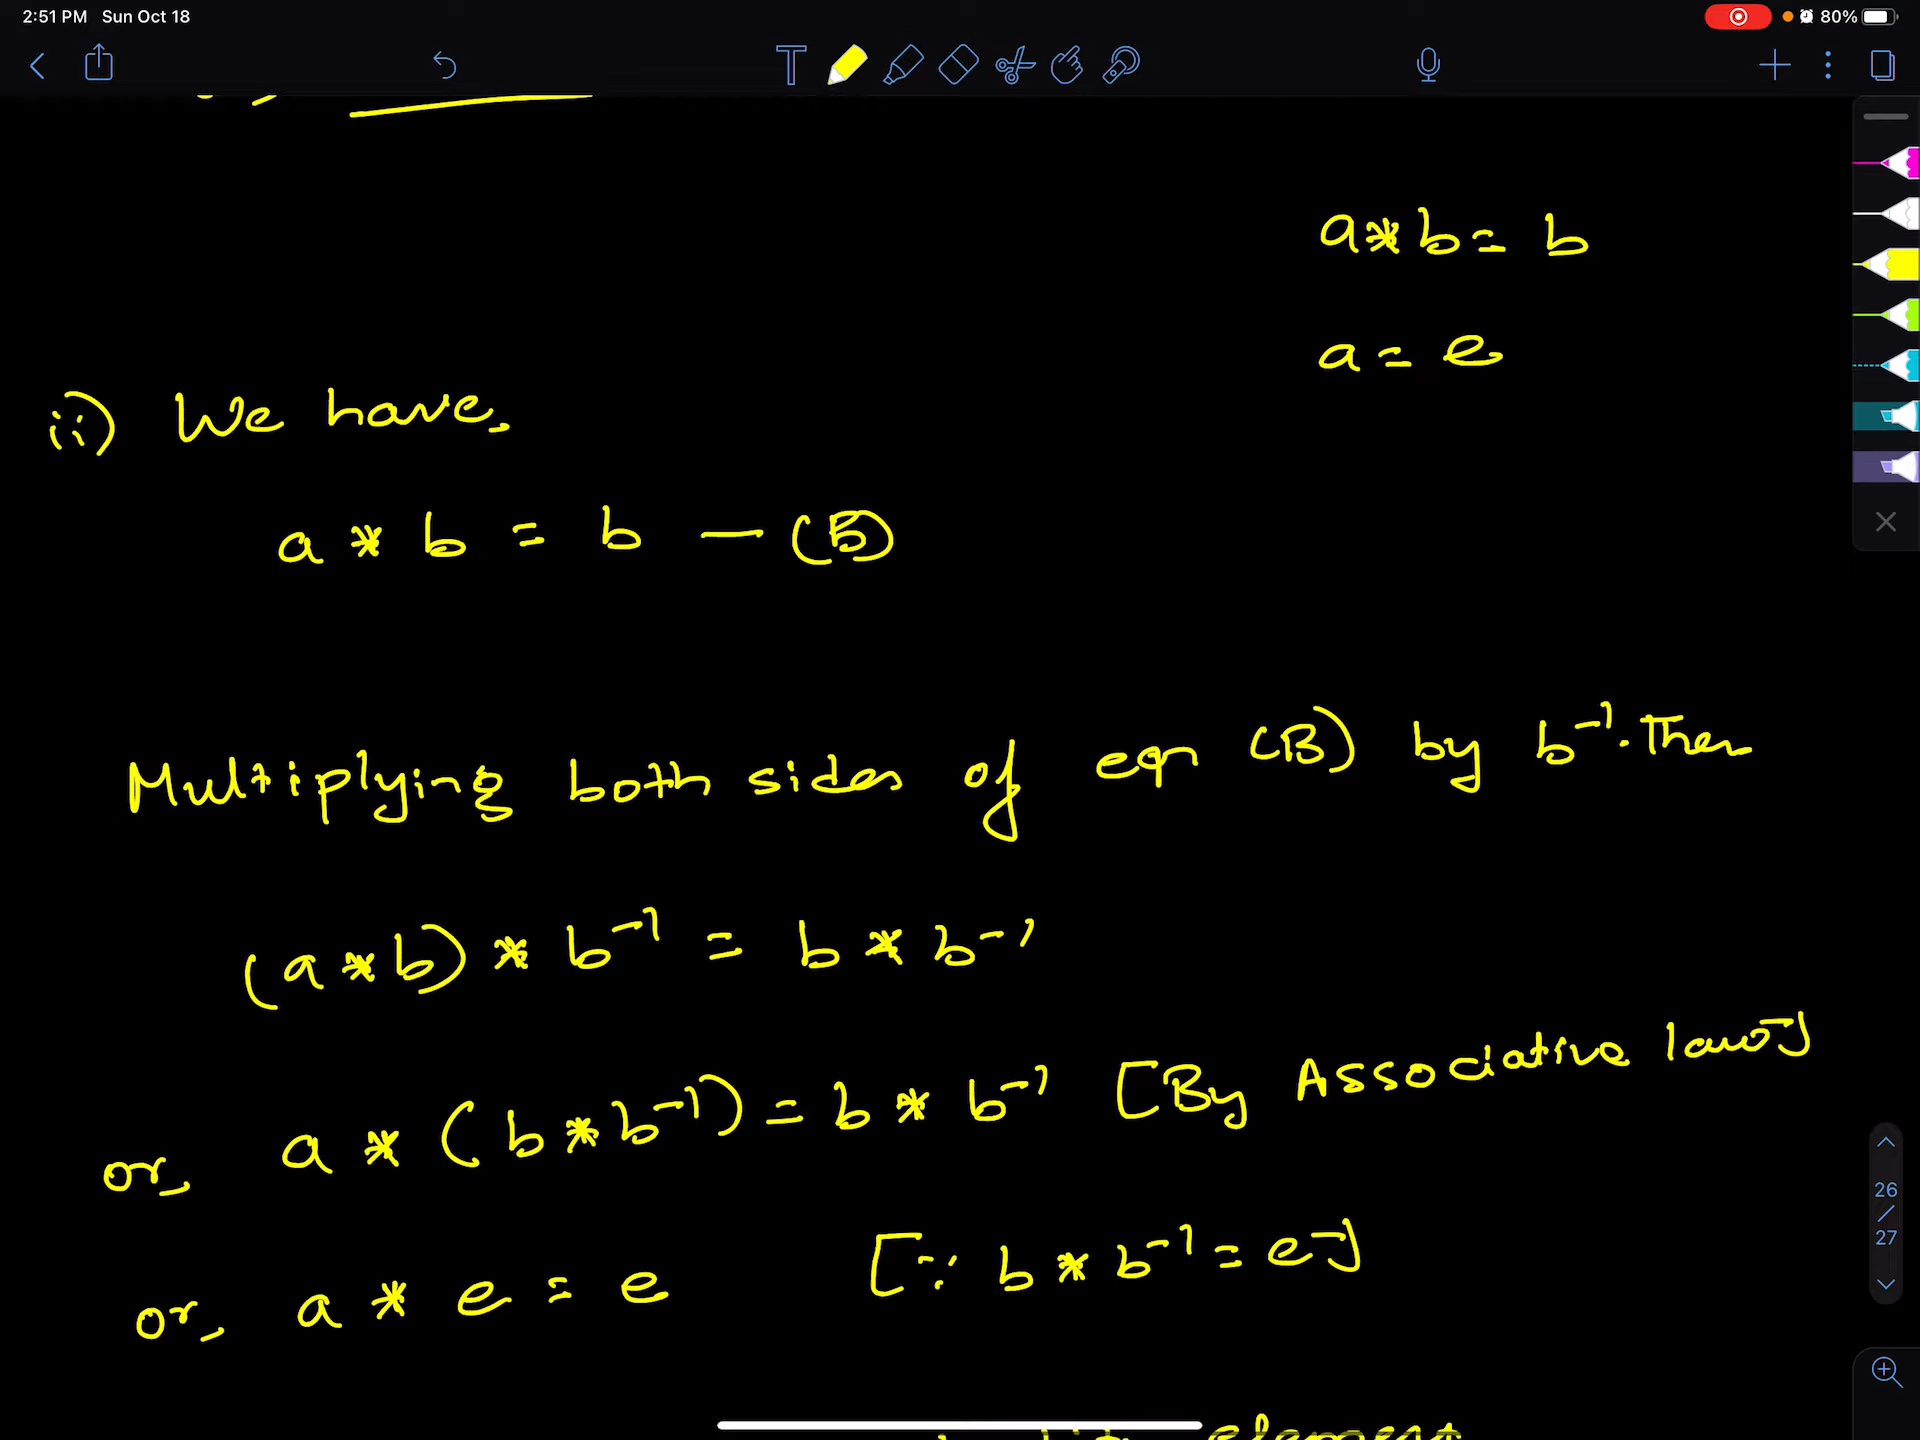 2:51 PM Sun Oct 18
80%
a * b = b
a = e
ii) We have,
a * b = b — (B)
Multiplying both sides of eqn (B) by b⁻¹. Then
(a * b) * b⁻¹ = b * b⁻¹
or, a * (b * b⁻¹) = b * b⁻¹ [By Associative law]
or, a * e = e [∵ b * b⁻¹ = e]
26
/
27
element